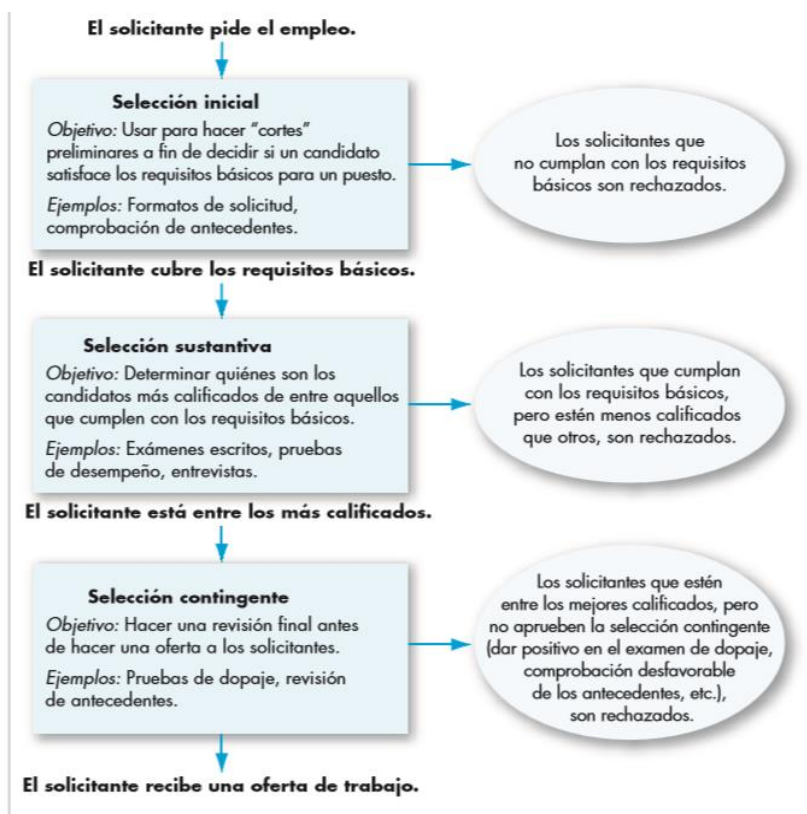 El solicitante pide el empleo.
Selección inicial
Objetivo: Usar para hacer “cortes”
preliminares a fin de decidir si un candidato
satisface los requisitos básicos para un puesto.
Ejemplos: Formatos de solicitud,
comprobación de antecedentes.
Los solicitantes que
no cumplan con los requisitos
básicos son rechazados.
El solicitante cubre los requisitos básicos.
Selección sustantiva
Objetivo: Determinar quiénes son los
candidatos más calificados de entre aquellos
que cumplen con los requisitos básicos.
Ejemplos: Exámenes escritos, pruebas
de desempeño, entrevistas.
Los solicitantes que cumplan
con los requisitos básicos,
pero estén menos calificados
que otros, son rechazados.
El solicitante está entre los más calificados.
Selección contingente
Objetivo: Hacer una revisión final antes
de hacer una oferta a los solicitantes.
Ejemplos: Pruebas de dopaje, revisión
de antecedentes.
Los solicitantes que estén
entre los mejores calificados, pero
no aprueben la selección contingente
(dar positivo en el examen de dopaje,
comprobación desfavorable
de los antecedentes, etc.),
son rechazados.
El solicitante recibe una oferta de trabajo.